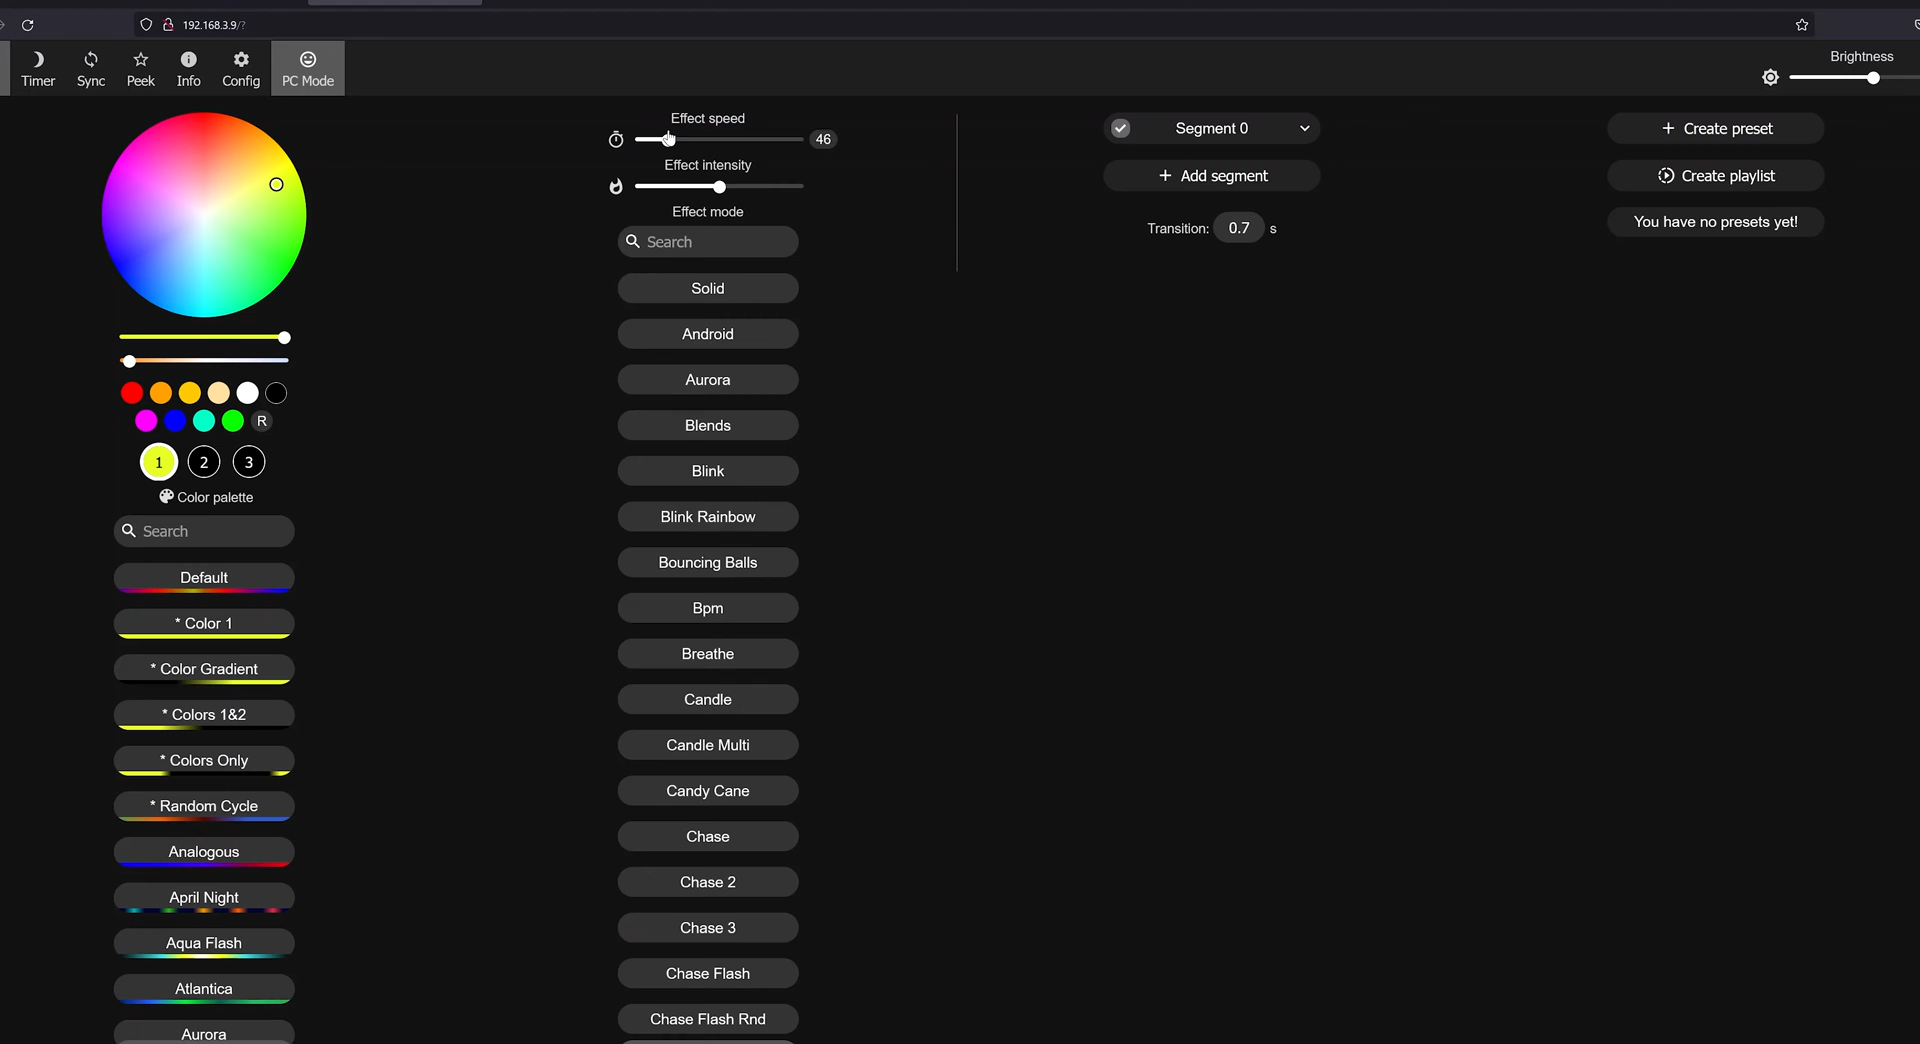 192.168.3.9/?
Timer
Sync
Peek
Info
Config
PC Mode
Brightness
R
1
2
3
Color palette
Search
Default
* Color 1
* Color Gradient
* Colors 1&2
* Colors Only
* Random Cycle
Analogous
April Night
Aqua Flash
Atlantica
Aurora
Effect speed
46
Effect intensity
Effect mode
Search
Solid
Android
Aurora
Blends
Blink
Blink Rainbow
Bouncing Balls
Bpm
Breathe
Candle
Candle Multi
Candy Cane
Chase
Chase 2
Chase 3
Chase Flash
Chase Flash Rnd
Segment 0
+ Add segment
Transition: 0.7 s
+ Create preset
Create playlist
You have no presets yet!